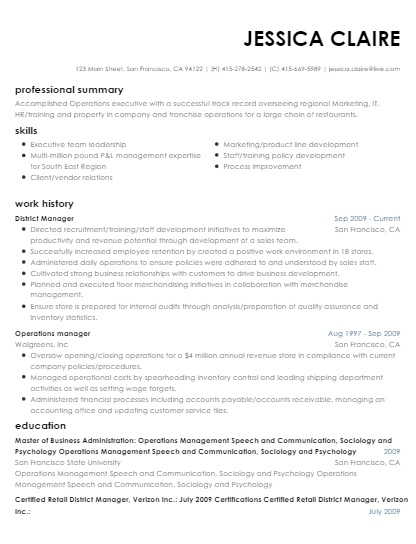 JESSICA CLAIRE
123 Main Street, San Francisco, CA 94122 | (H) 415-278-2542 | (C) 415-669-5989 | jessica.claire@live.com
professional summary
Accomplished Operations executive with a successful track record overseeing regional Marketing, IT,
HR/training and property in company and franchise operations for a large chain of restaurants.
skills
Executive team leadership
Multi-million pound P&L management expertise
for South East Region
Client/vendor relations
Marketing/product line development
Staff/training policy development
Process improvement
work history
District Manager Sep 2009 - Current
Directed recruitment/training/staff development initiatives to maximize San Francisco, CA
productivity and revenue potential through development of a sales team.
Successfully increased employee retention by created a positive work environment in 18 stores.
Administered daily operations to ensure policies were adhered to and understood by sales staff.
Cultivated strong business relationships with customers to drive business development.
Planned and executed floor merchandising initiatives in collaboration with merchandise
management.
Ensure store is prepared for internal audits through analysis/preparation of quality assurance and
inventory statistics.
Operations manager Aug 1997 - Sep 2009
Walgreens, Inc San Francisco, CA
Oversaw opening/closing operations for a $4 million annual revenue store in compliance with current
company policies/procedures.
Managed operational costs by spearheading inventory control and leading shipping department
activities as well as setting wage targets.
Administered financial processes including accounts payable/accounts receivable, managing an
accounting office and updating customer service files.
education
Master of Business Administration: Operations Management Speech and Communication, Sociology and
Psychology Operations Management Speech and Communication, Sociology and Psychology 2009
San Francisco State University San Francisco, CA
Operations Management Speech and Communication, Sociology and Psychology Operations
Management Speech and Communication, Sociology and Psychology
Certified Retail District Manager, Verizon Inc.: July 2009 Certifications Certified Retail District Manager, Verizon
Inc.: July 2009